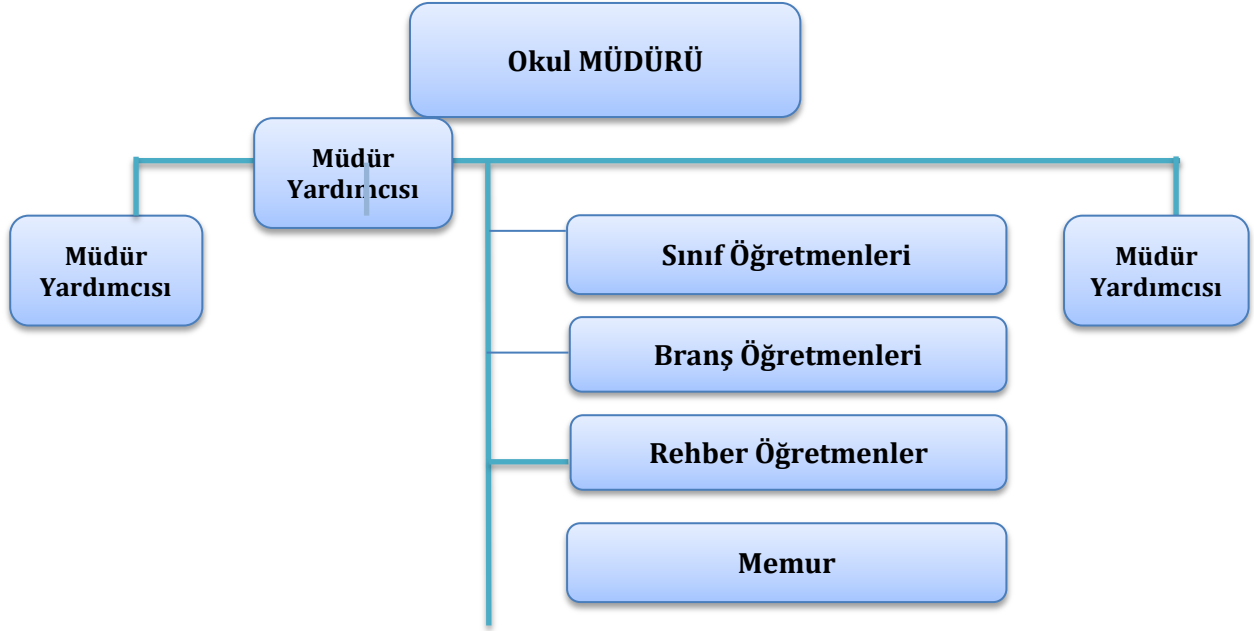 Okul MÜDÜRÜ
Müdür
Yardımcısı
Müdür
Yardımcısı
Sınıf Öğretmenleri
Müdür
Yardımcısı
Branş Öğretmenleri
Rehber Öğretmenler
Memur